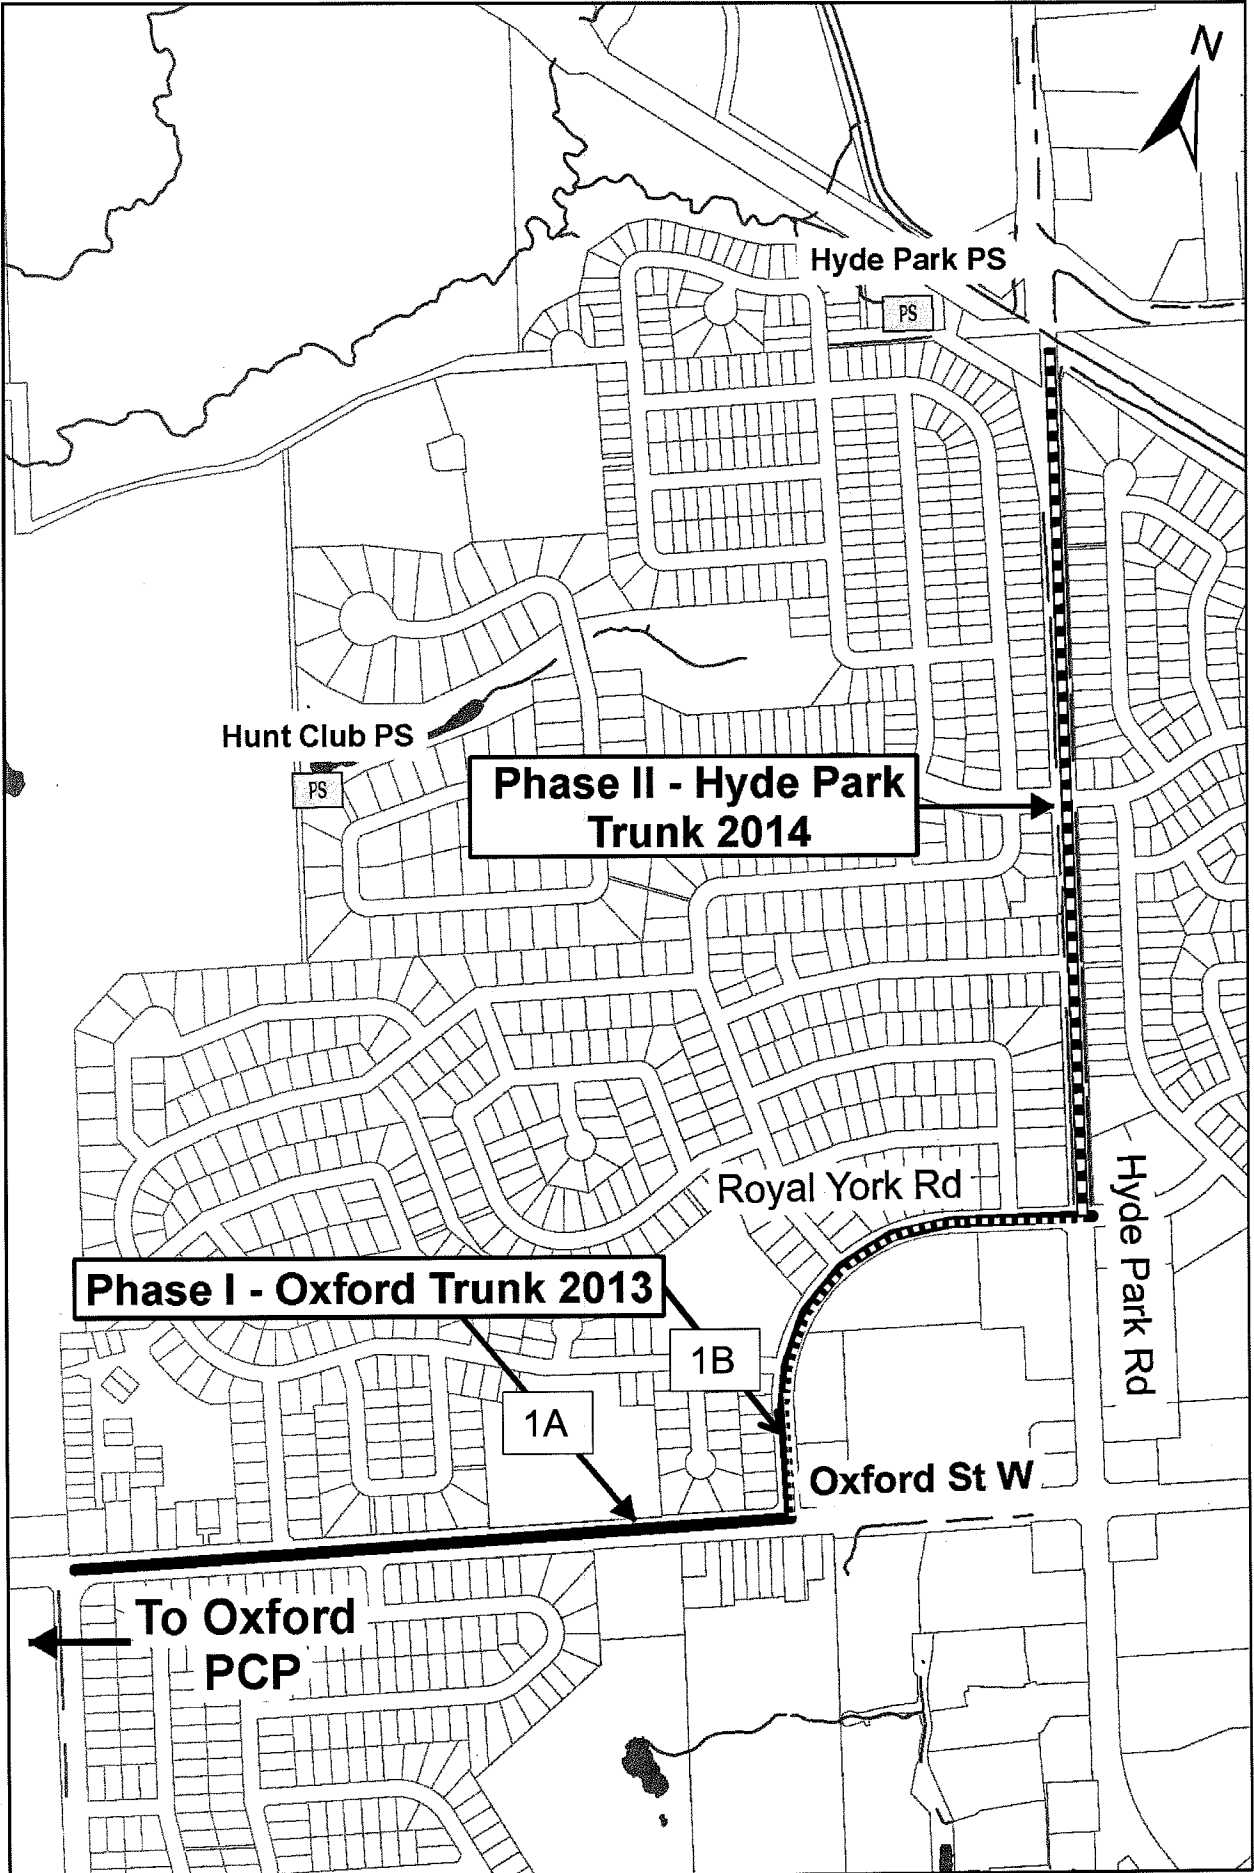 N
Hyde Park PS
PS
Hunt Club PS
PS
Phase II - Hyde Park
Trunk 2014
Royal York Rd
Hyde Park Rd
Phase I - Oxford Trunk 2013
1B
1A
Oxford St W
To Oxford
PCP